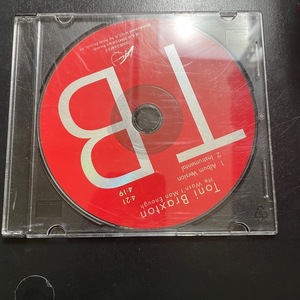 TB
Toni Braxton
He Wasn't Man Enough
1. Album Version 4:21
2. Instrumental 4:19